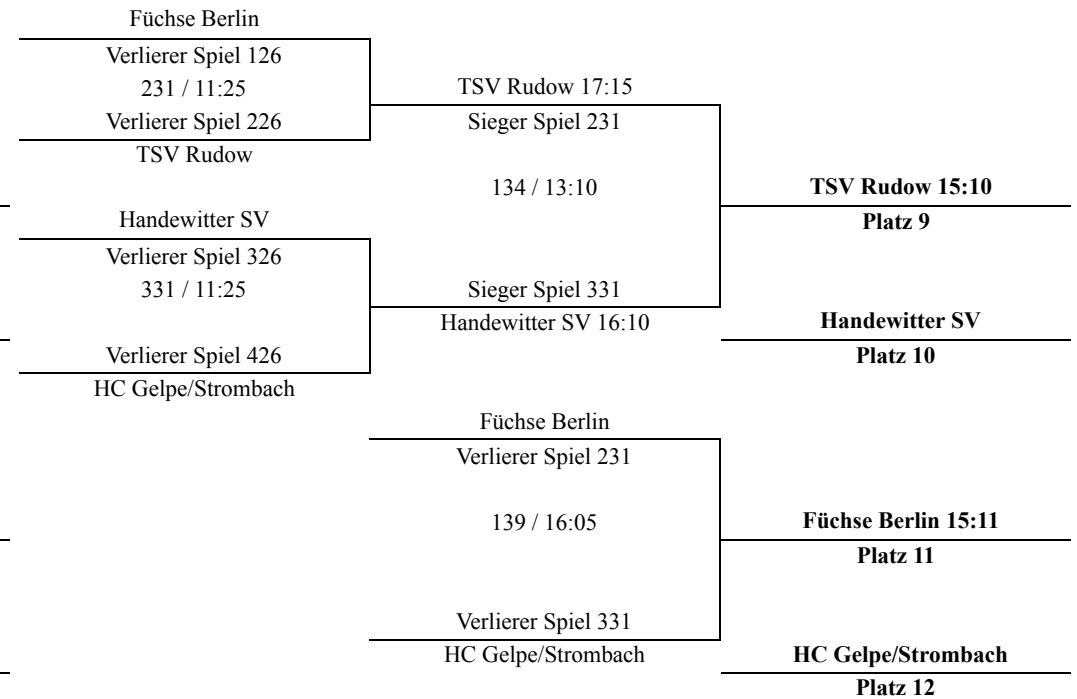 Füchse Berlin
Verlierer Spiel 126
231 / 11:25
Verlierer Spiel 226
TSV Rudow
TSV Rudow 17:15
Sieger Spiel 231
134 / 13:10
TSV Rudow 15:10
Platz 9
Handewitter SV
Verlierer Spiel 326
331 / 11:25
Verlierer Spiel 426
HC Gelpe/Strombach
Sieger Spiel 331
Handewitter SV 16:10
Handewitter SV
Platz 10
Füchse Berlin
Verlierer Spiel 231
139 / 16:05
Verlierer Spiel 331
HC Gelpe/Strombach
Füchse Berlin 15:11
Platz 11
HC Gelpe/Strombach
Platz 12